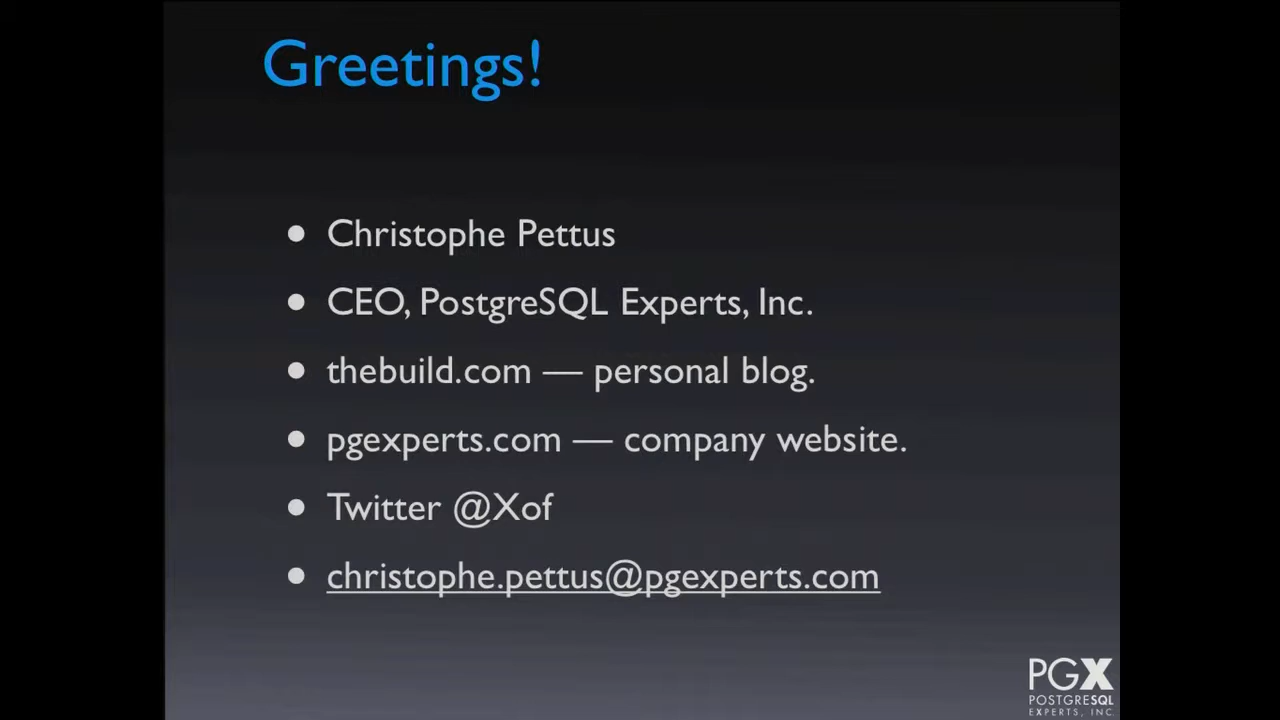 Greetings!
Christophe Pettus
CEO, PostgreSQL Experts, Inc.
thebuild.com — personal blog.
pgexperts.com — company website.
Twitter @Xof
christophe.pettus@pgexperts.com
PGX
POSTGRESQL
EXPERTS, INC